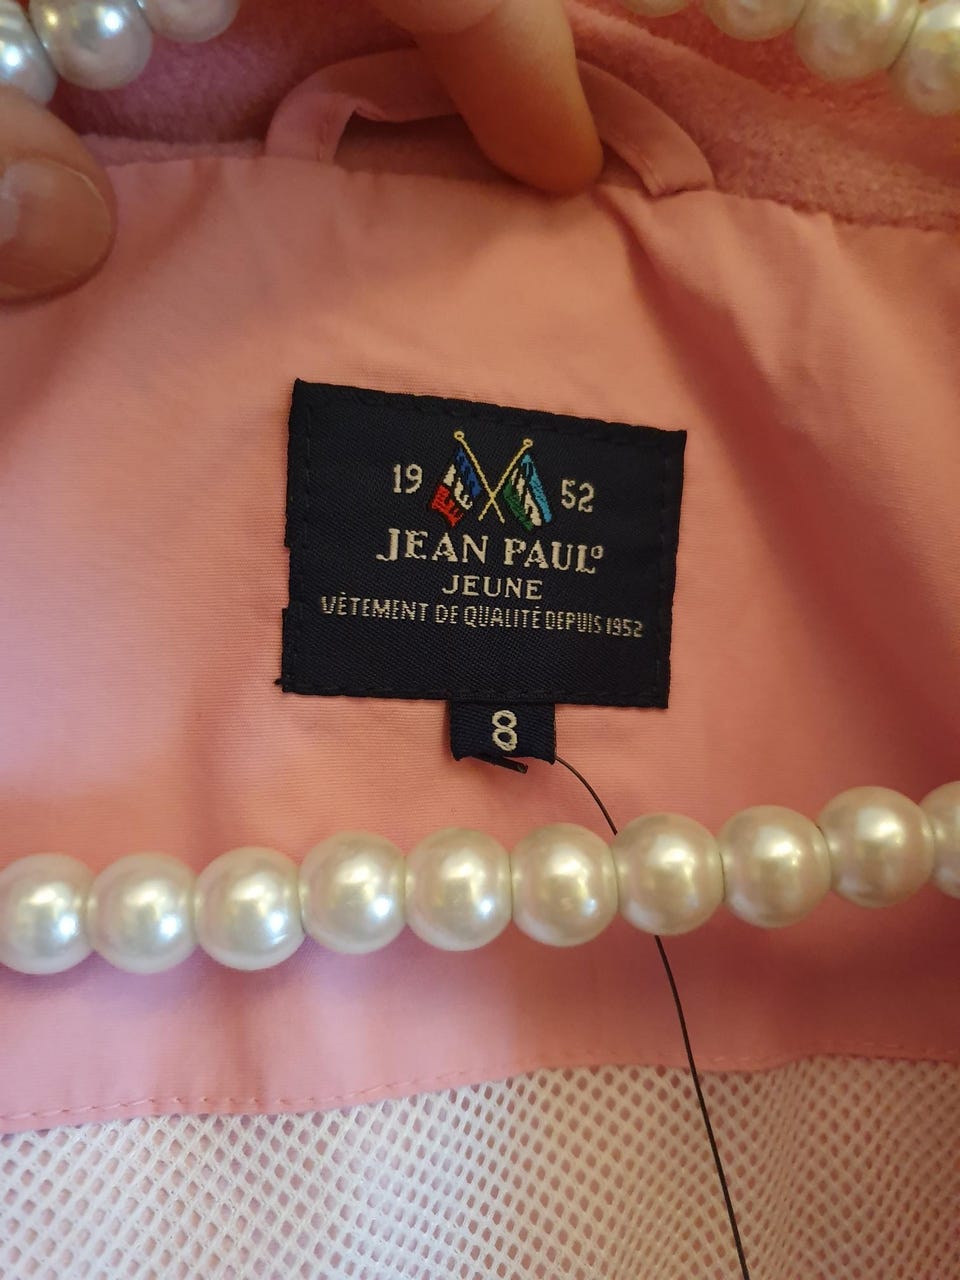 19 52
JEAN PAUL
JEUNE
VÊTEMENT DE QUALITÉ DEPUIS 1952
8